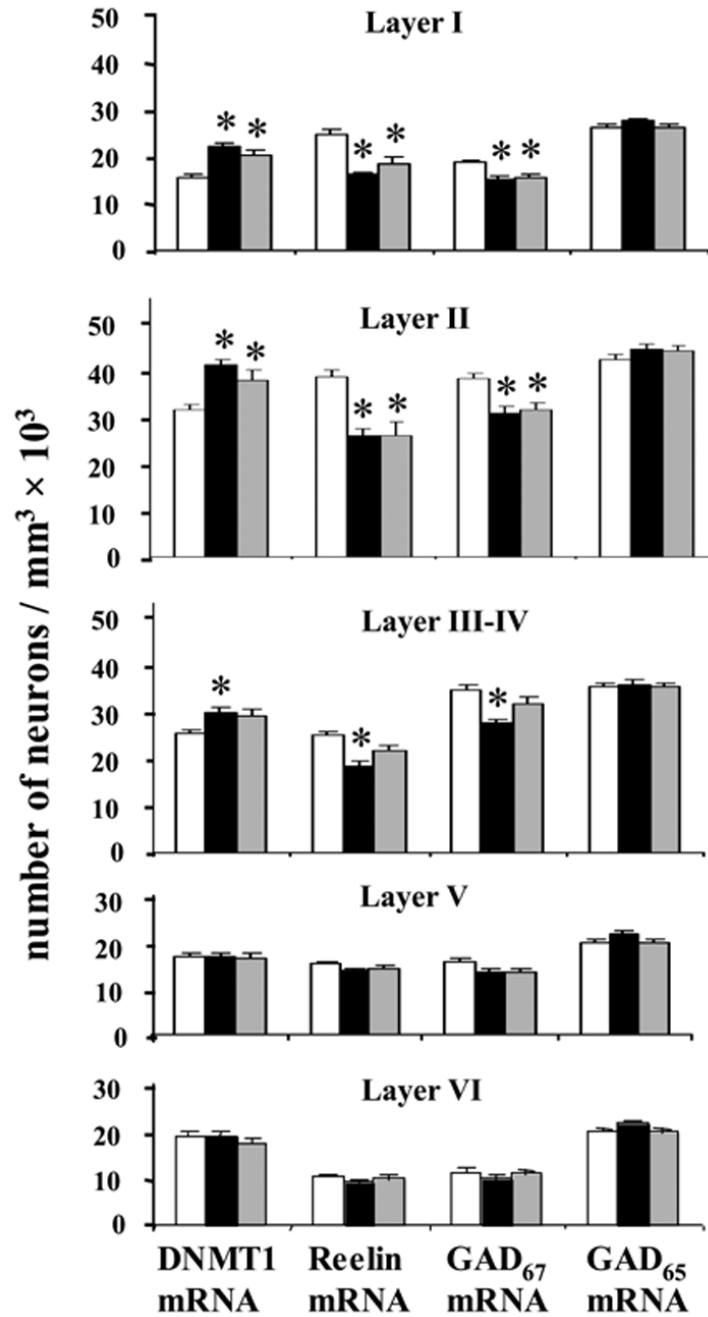 number of neurons / mm³ × 10³
Layer I
50
40
30
20
10
0
* * * * * *
Layer II
50
40
30
20
10
0
* * * * * *
Layer III-IV
50
40
30
20
10
0
* * *
Layer V
30
20
10
0
Layer VI
30
20
10
0
DNMT1 Reelin GAD₆₇ GAD₆₅
mRNA mRNA mRNA mRNA